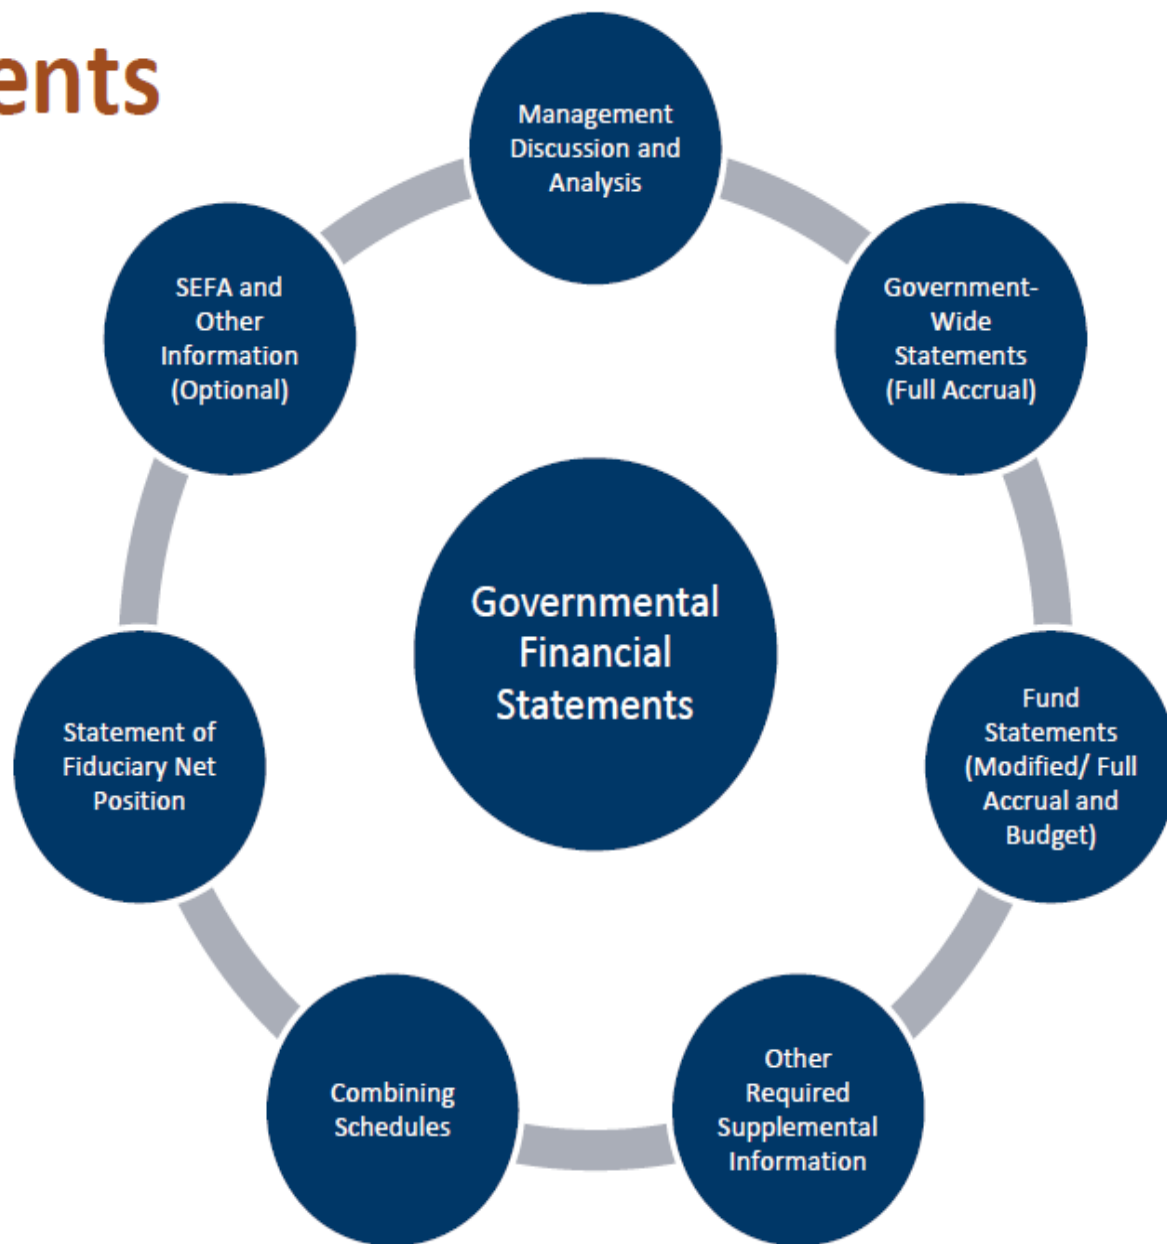 ents
Management
Discussion and
Analysis
Government-
Wide
Statements
(Full Accrual)
Fund
Statements
(Modified/ Full
Accrual and
Budget)
Other
Required
Supplemental
Information
Combining
Schedules
Statement of
Fiduciary Net
Position
SEFA and
Other
Information
(Optional)
Governmental
Financial
Statements